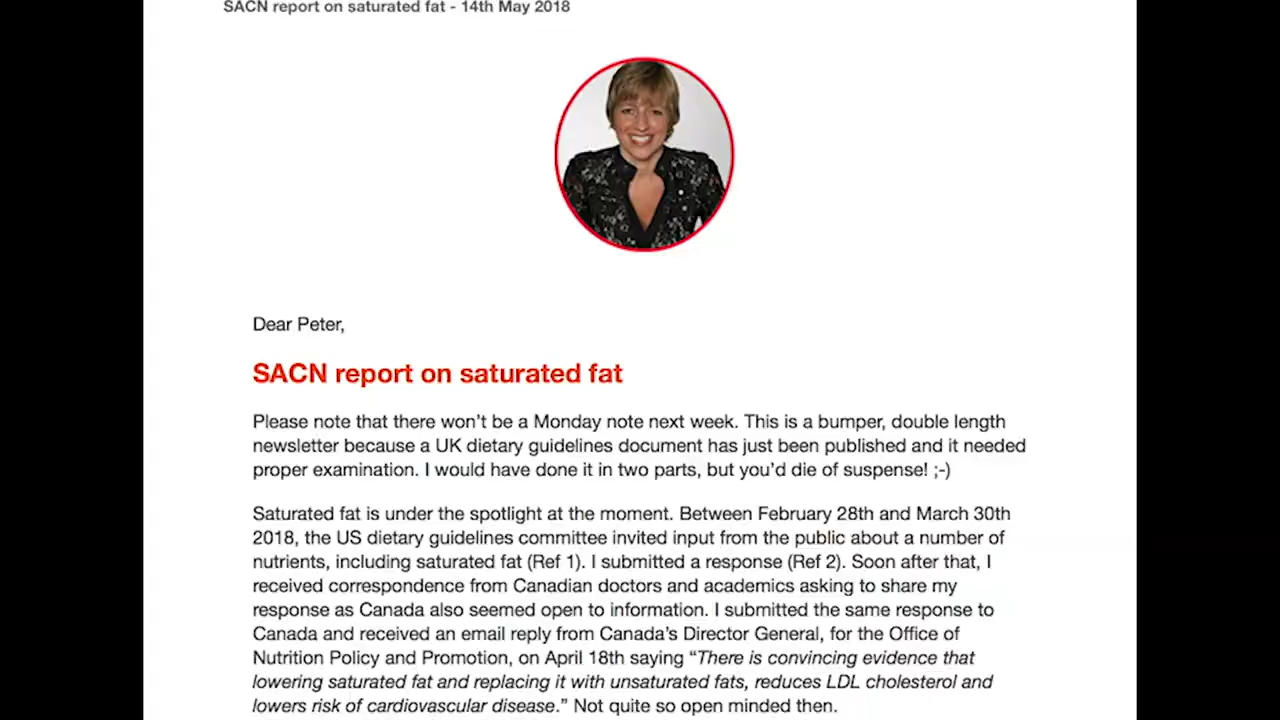 SACN report on saturated fat - 14th May 2018
Dear Peter,
SACN report on saturated fat
Please note that there won't be a Monday note next week. This is a bumper, double length
newsletter because a UK dietary guidelines document has just been published and it needed
proper examination. I would have done it in two parts, but you'd die of suspense! ;-)
Saturated fat is under the spotlight at the moment. Between February 28th and March 30th
2018, the US dietary guidelines committee invited input from the public about a number of
nutrients, including saturated fat (Ref 1). I submitted a response (Ref 2). Soon after that, I
received correspondence from Canadian doctors and academics asking to share my
response as Canada also seemed open to information. I submitted the same response to
Canada and received an email reply from Canada's Director General, for the Office of
Nutrition Policy and Promotion, on April 18th saying “There is convincing evidence that
lowering saturated fat and replacing it with unsaturated fats, reduces LDL cholesterol and
lowers risk of cardiovascular disease.” Not quite so open minded then.